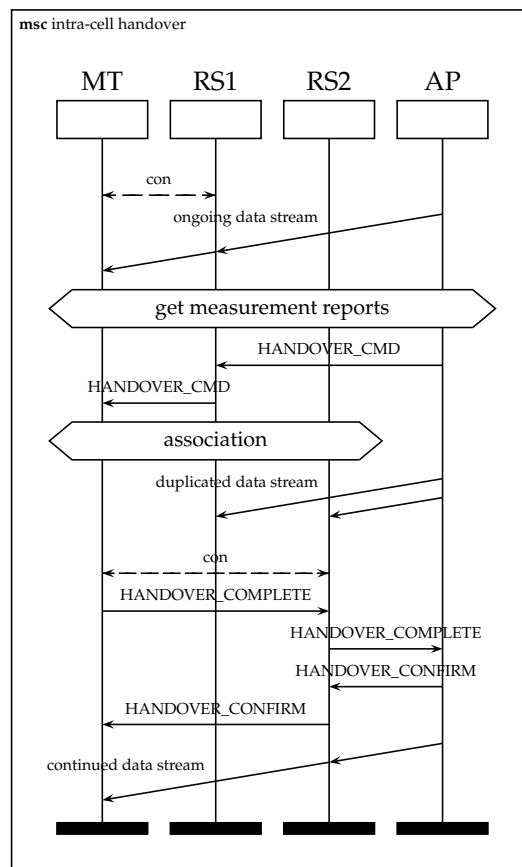 msc intra-cell handover
MT RS1 RS2 AP
con
ongoing data stream
get measurement reports
HANDOVER_CMD
HANDOVER_CMD
association
duplicated data stream
con
HANDOVER_COMPLETE
HANDOVER_COMPLETE
HANDOVER_CONFIRM
HANDOVER_CONFIRM
continued data stream